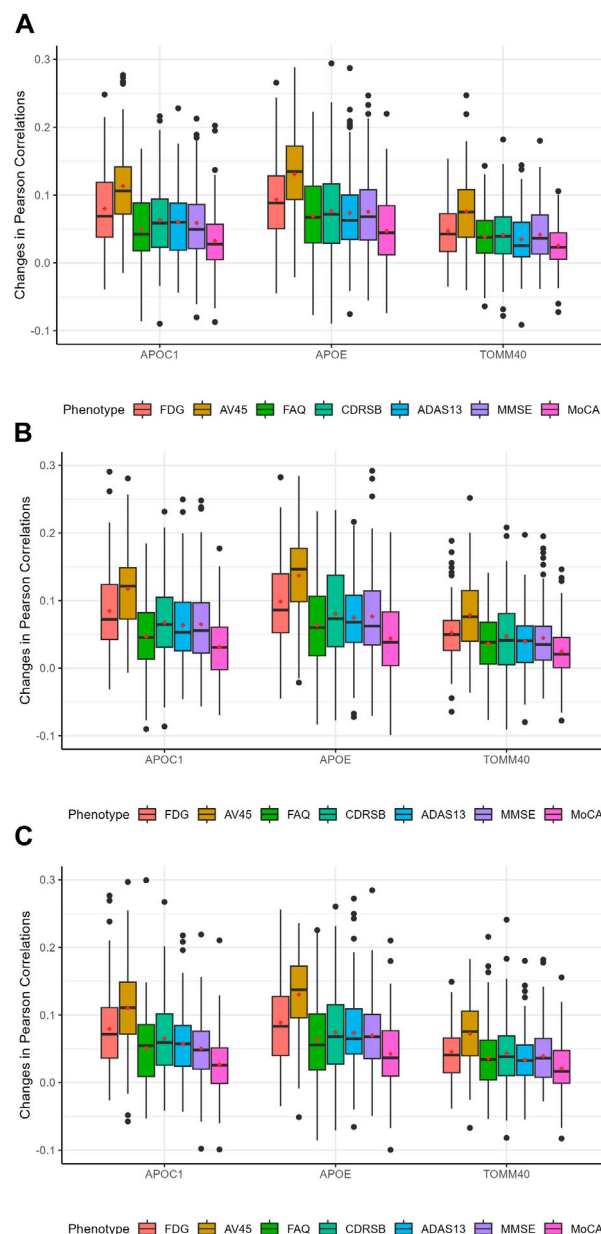 A
Changes in Pearson Correlations
0.3
0.2
0.1
0.0
-0.1
APOC1 APOE TOMM40
Phenotype FDG AV45 FAQ CDRSB ADAS13 MMSE MoCA
B
Changes in Pearson Correlations
0.3
0.2
0.1
0.0
-0.1
APOC1 APOE TOMM40
Phenotype FDG AV45 FAQ CDRSB ADAS13 MMSE MoCA
C
Changes in Pearson Correlations
0.3
0.2
0.1
0.0
-0.1
APOC1 APOE TOMM40
Phenotype FDG AV45 FAQ CDRSB ADAS13 MMSE MoCA